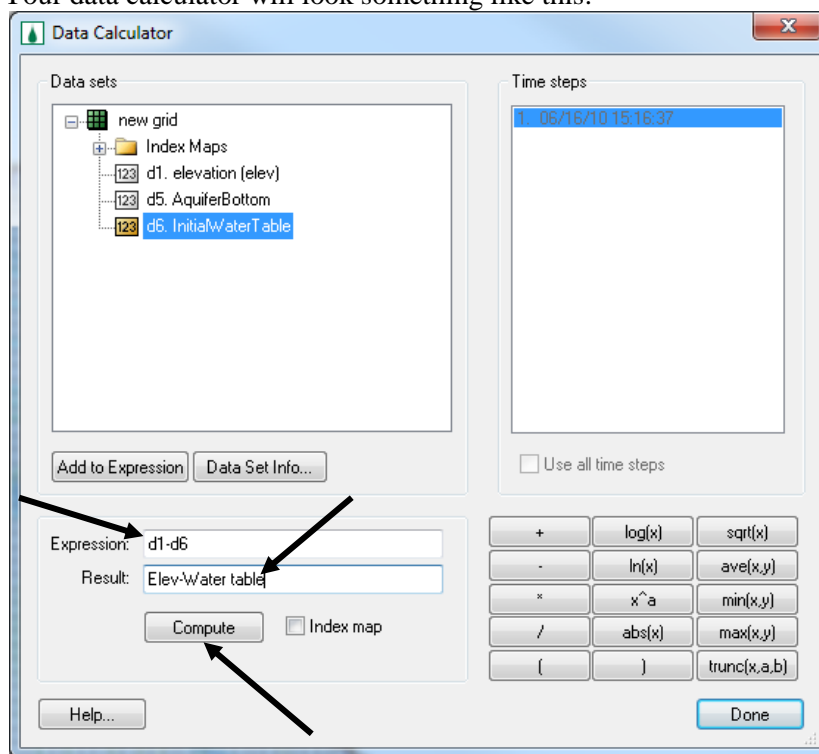 Your data calculator will look something like this:
Data Calculator
x
Data sets
new grid
Index Maps
123 d1. elevation (elev)
123 d5. AquiferBottom
123 d6. InitialWaterTable
Add to Expression
Data Set Info...
Time steps
1. 06/16/10 15:16:37
Use all time steps
Expression: d1-d6
Result: Elev-Water table
Compute
Index map
+ log(x) sqrt(x)
- ln(x) ave(x,y)
* x^a min(x,y)
/ abs(x) max(x,y)
( ) trunc(x,a,b)
Help...
Done